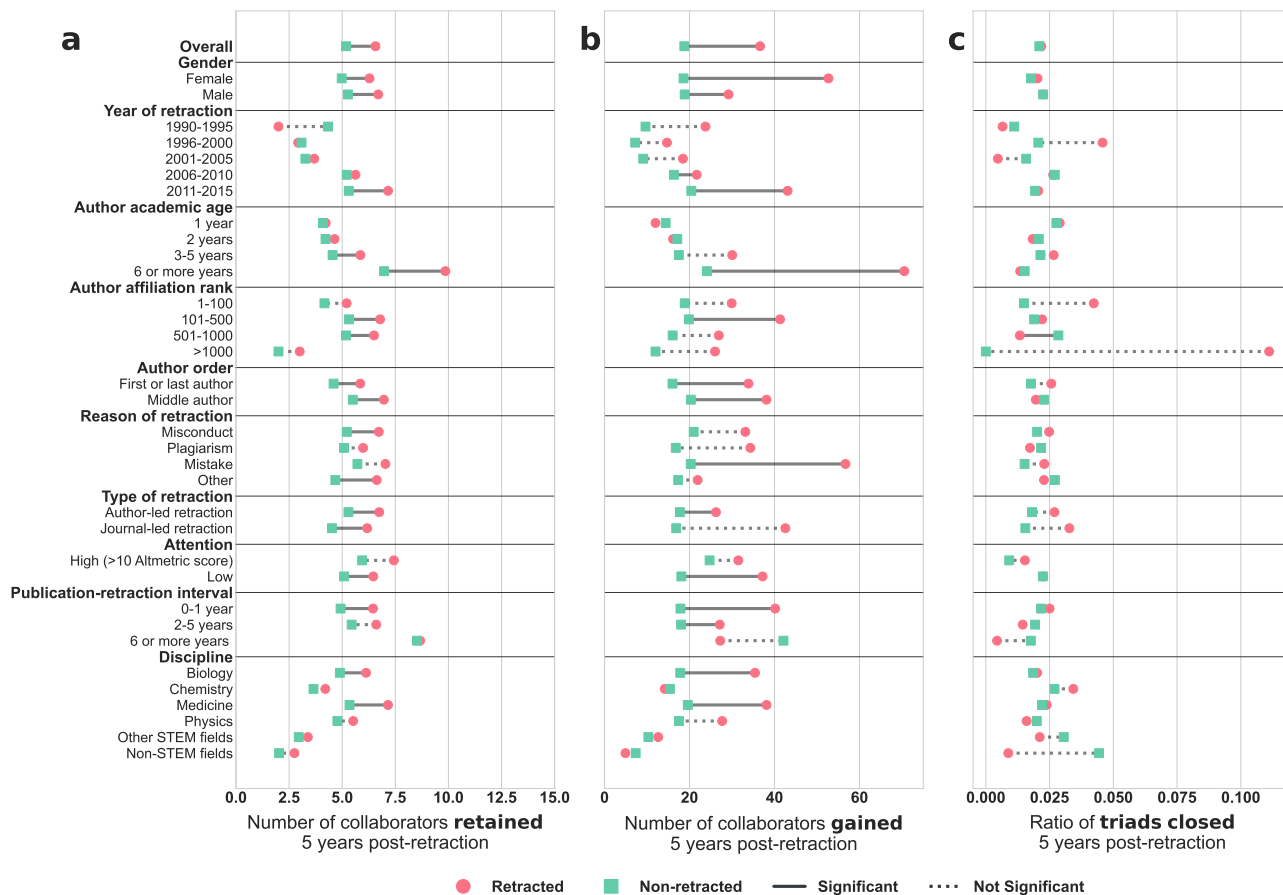 a
b
c
Overall
Gender
Female
Male
Year of retraction
1990-1995
1996-2000
2001-2005
2006-2010
2011-2015
Author academic age
1 year
2 years
3-5 years
6 or more years
Author affiliation rank
1-100
101-500
501-1000
>1000
Author order
First or last author
Middle author
Reason of retraction
Misconduct
Plagiarism
Mistake
Other
Type of retraction
Author-led retraction
Journal-led retraction
Attention
High (>10 Altmetric score)
Low
Publication-retraction interval
0-1 year
2-5 years
6 or more years
Discipline
Biology
Chemistry
Medicine
Physics
Other STEM fields
Non-STEM fields
0.0 2.5 5.0 7.5 10.0 12.5 15.0
Number of collaborators retained
5 years post-retraction
0 20 40 60
Number of collaborators gained
5 years post-retraction
0.000 0.025 0.050 0.075 0.100
Ratio of triads closed
5 years post-retraction
Retracted Non-retracted Significant Not Significant